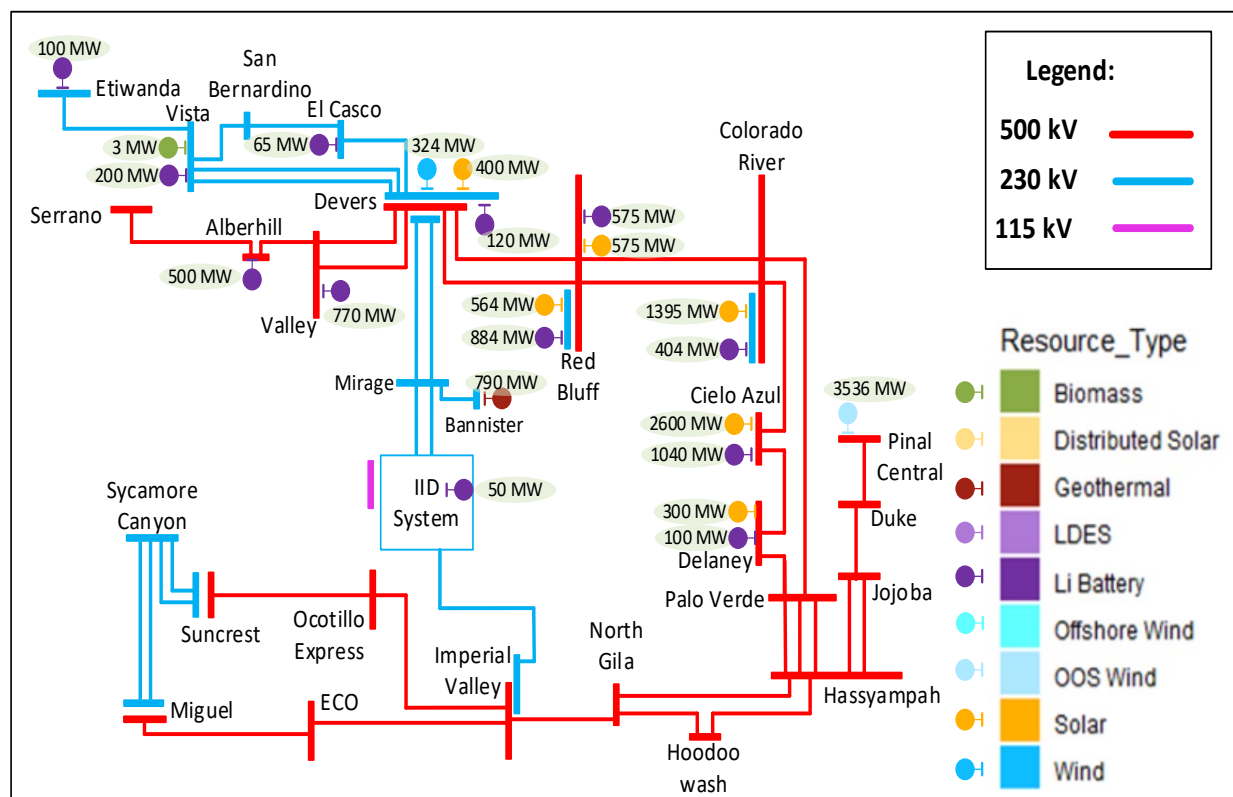 100 MW
Etiwanda
San
Bernardino
Vista
El Casco
3 MW
65 MW
324 MW
400 MW
200 MW
Serrano
Devers
Alberhill
120 MW
500 MW
Valley
770 MW
Colorado
River
575 MW
575 MW
564 MW
884 MW
Red
Bluff
1395 MW
404 MW
Mirage
790 MW
Bannister
Cielo Azul
2600 MW
1040 MW
3536 MW
Pinal
Central
IID
System
50 MW
Sycamore
Canyon
300 MW
100 MW
Delaney
Duke
Palo Verde
Jojoba
Suncrest
Ocotillo
Express
Imperial
Valley
North
Gila
Hassyampah
Miguel
ECO
Hoodoo
wash
Legend:
500 kV
230 kV
115 kV
Resource_Type
Biomass
Distributed Solar
Geothermal
LDES
Li Battery
Offshore Wind
OOS Wind
Solar
Wind